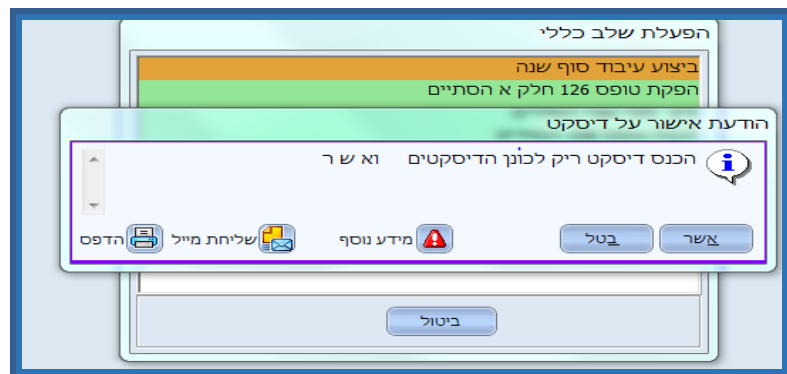 הפעלת שלב כללי
ביצוע עיבוד סוף שנה
הפקת טופס 126 חלק א הסתיים
הודעת אישור על דיסקט
הכנס דיסקט ריק לכונן הדיסקטים וא ש ר
אשר בטל מידע נוסף שליחת מייל הדפס
ביטול